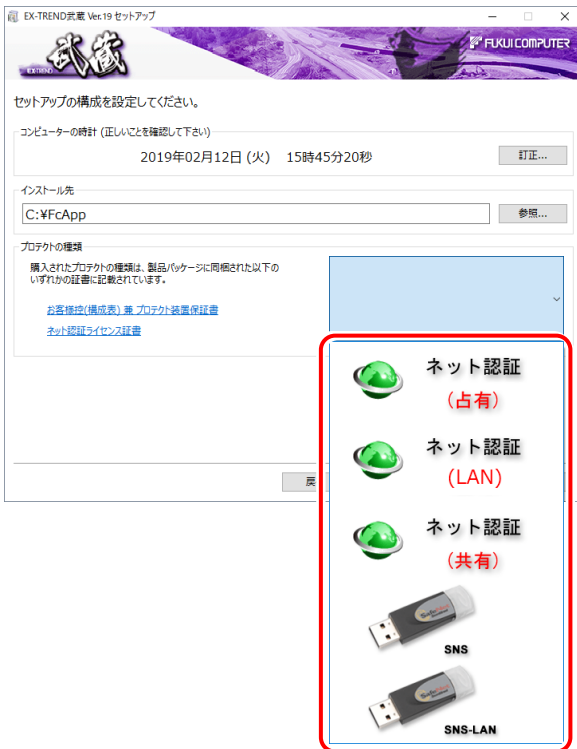 EX-TREND武蔵 Ver.19 セットアップ
EX-TREND
武蔵
FUKUI COMPUTER
セットアップの構成を設定してください。
コンピューターの時計 (正しいことを確認して下さい)
2019年02月12日 (火) 15時45分20秒
訂正...
インストール先
C:¥FcApp
参照...
プロテクトの種類
購入されたプロテクトの種類は、製品パッケージに同梱された以下の
いずれかの証書に記載されています。
お客様控(構成表) 兼 プロテクト装置保証書
ネット認証ライセンス証書
ネット認証
(占有)
ネット認証
(LAN)
戻
ネット認証
(共有)
SNS
SNS-LAN